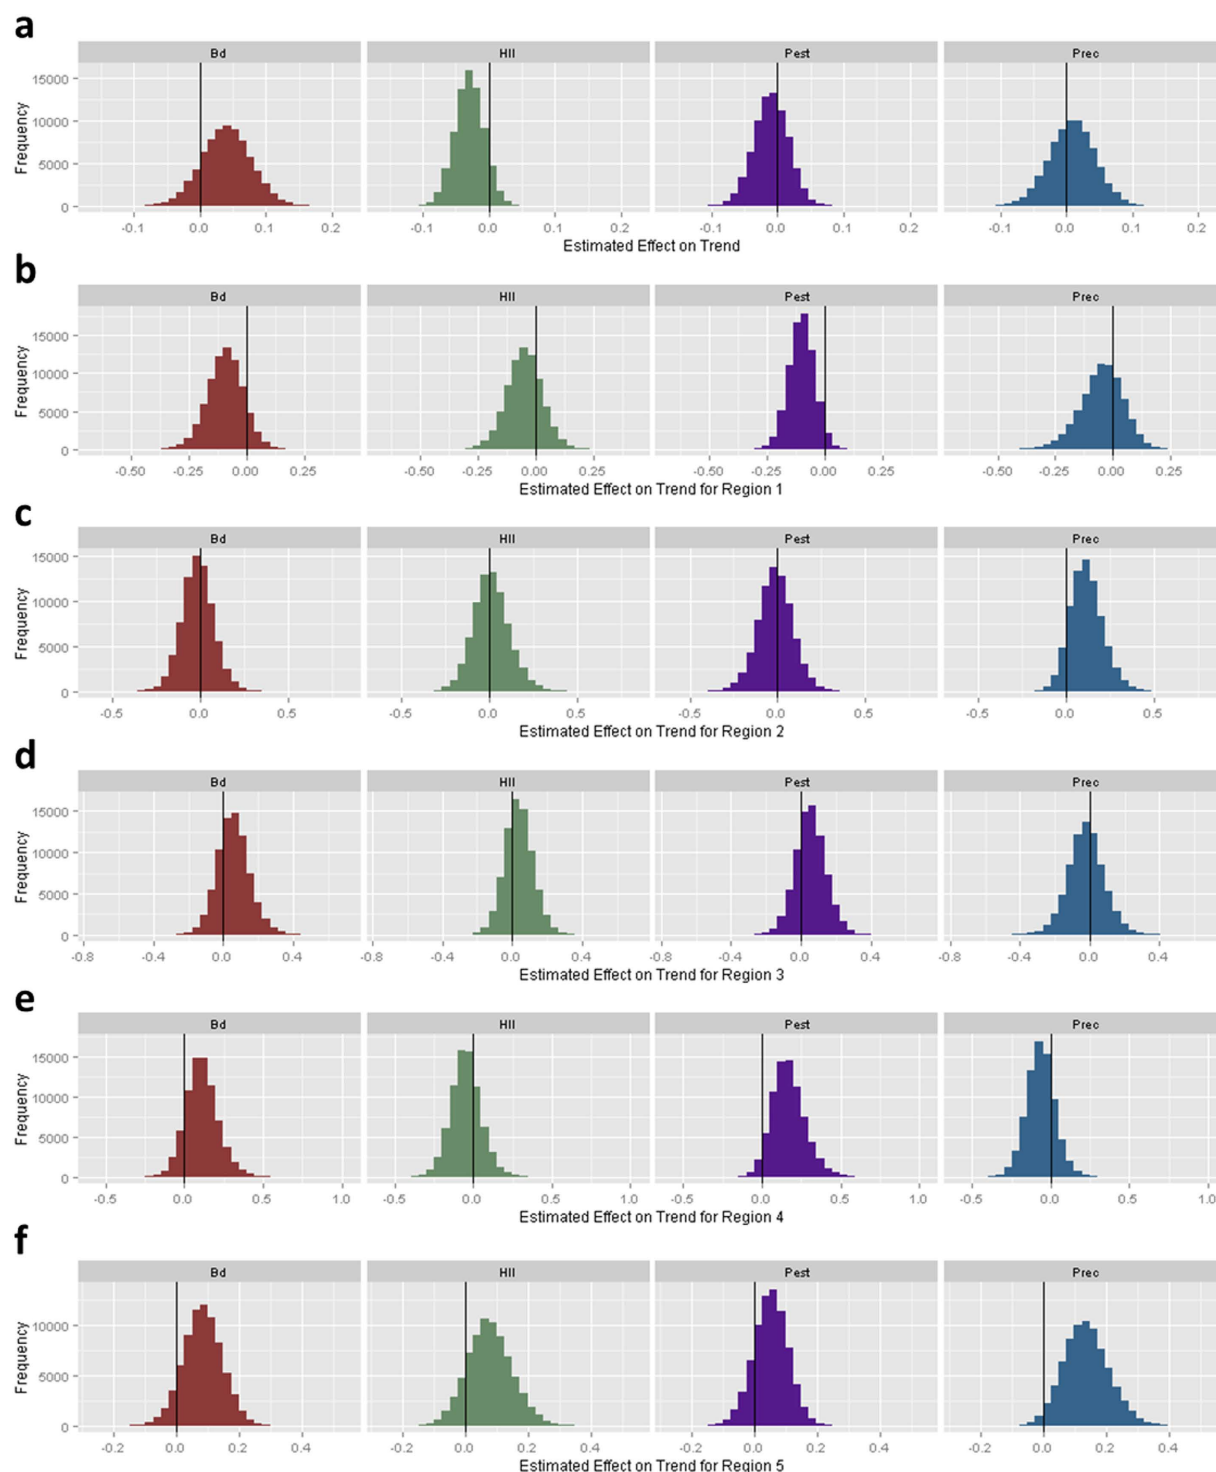 a
Bd HII Pest Prec
Frequency
15000
10000
5000
0
-0.1 0.0 0.1 0.2 -0.1 0.0 0.1 0.2 -0.1 0.0 0.1 0.2 -0.1 0.0 0.1 0.2
Estimated Effect on Trend
b
Bd HII Pest Prec
Frequency
15000
10000
5000
0
-0.50 -0.25 0.00 0.25 -0.50 -0.25 0.00 0.25 -0.50 -0.25 0.00 0.25 -0.50 -0.25 0.00 0.25
Estimated Effect on Trend for Region 1
c
Bd HII Pest Prec
Frequency
15000
10000
5000
0
-0.5 0.0 0.5 -0.5 0.0 0.5 -0.5 0.0 0.5 -0.5 0.0 0.5
Estimated Effect on Trend for Region 2
d
Bd HII Pest Prec
Frequency
15000
10000
5000
0
-0.8 -0.4 0.0 0.4 -0.8 -0.4 0.0 0.4 -0.8 -0.4 0.0 0.4 -0.8 -0.4 0.0 0.4
Estimated Effect on Trend for Region 3
e
Bd HII Pest Prec
Frequency
15000
10000
5000
0
-0.5 0.0 0.5 1.0 -0.5 0.0 0.5 1.0 -0.5 0.0 0.5 1.0 -0.5 0.0 0.5 1.0
Estimated Effect on Trend for Region 4
f
Bd HII Pest Prec
Frequency
10000
5000
0
-0.2 0.0 0.2 0.4 -0.2 0.0 0.2 0.4 -0.2 0.0 0.2 0.4 -0.2 0.0 0.2 0.4
Estimated Effect on Trend for Region 5